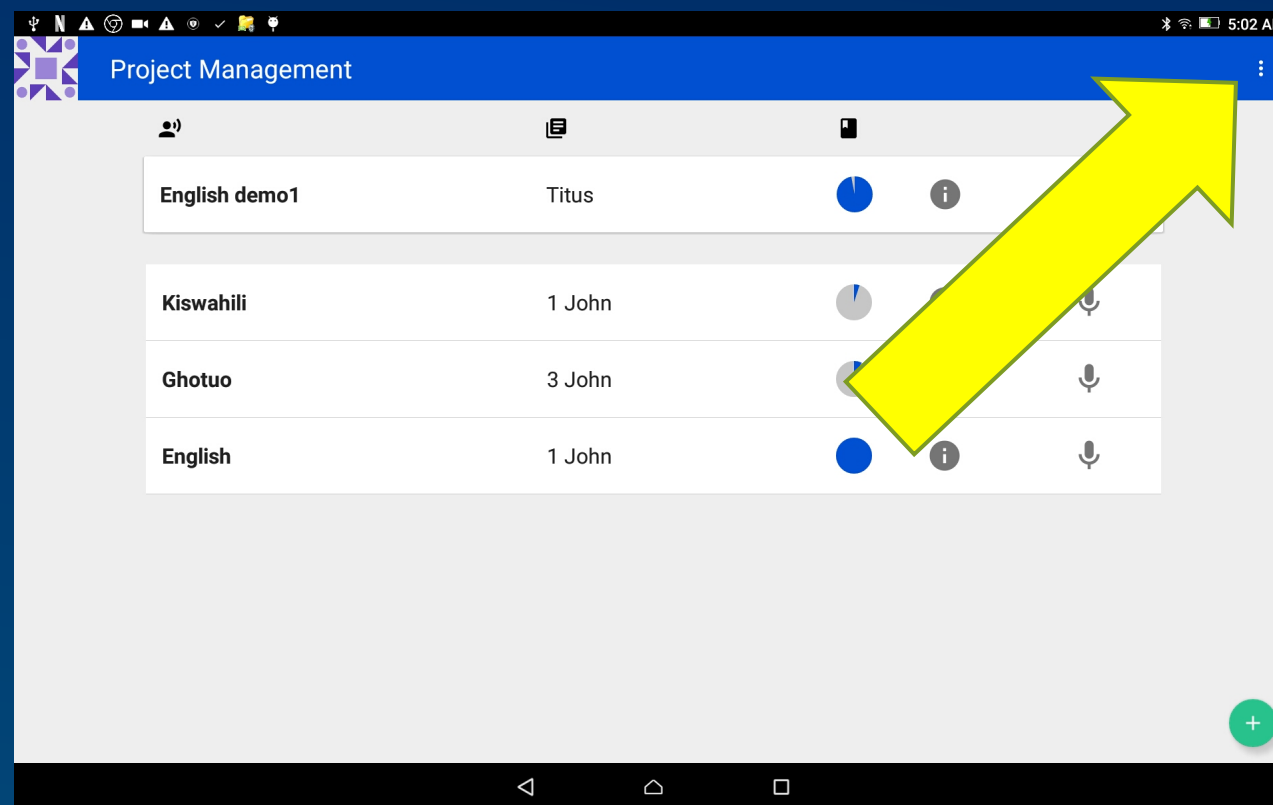 5:02 A
Project Management
English demo1 Titus
Kiswahili 1 John
Ghotuo 3 John
English 1 John